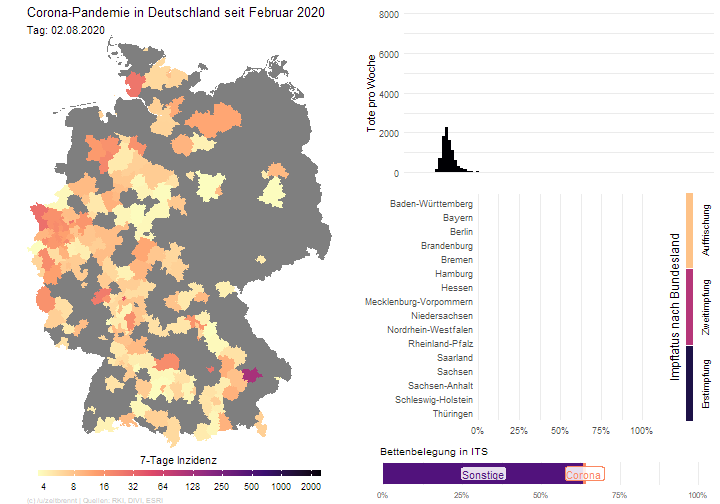 Corona-Pandemie in Deutschland seit Februar 2020
Tag: 02.08.2020
7-Tage Inzidenz
4 8 16 32 64 128 250 500 1000 2000
(c) /u/zeitbremi | Quellen: RKI, DIVI, ESRI
Tote pro Woche
8000
6000
4000
2000
0
Baden-Württemberg
Bayern
Berlin
Brandenburg
Bremen
Hamburg
Hessen
Mecklenburg-Vorpommern
Niedersachsen
Nordrhein-Westfalen
Rheinland-Pfalz
Saarland
Sachsen
Sachsen-Anhalt
Schleswig-Holstein
Thüringen
0% 25% 50% 75% 100%
Impfstatus nach Bundesland
Auffrischung
Zweitimpfung
Erstimpfung
Bettenbelegung in ITS
Sonstige Corona
0% 25% 50% 75% 100%